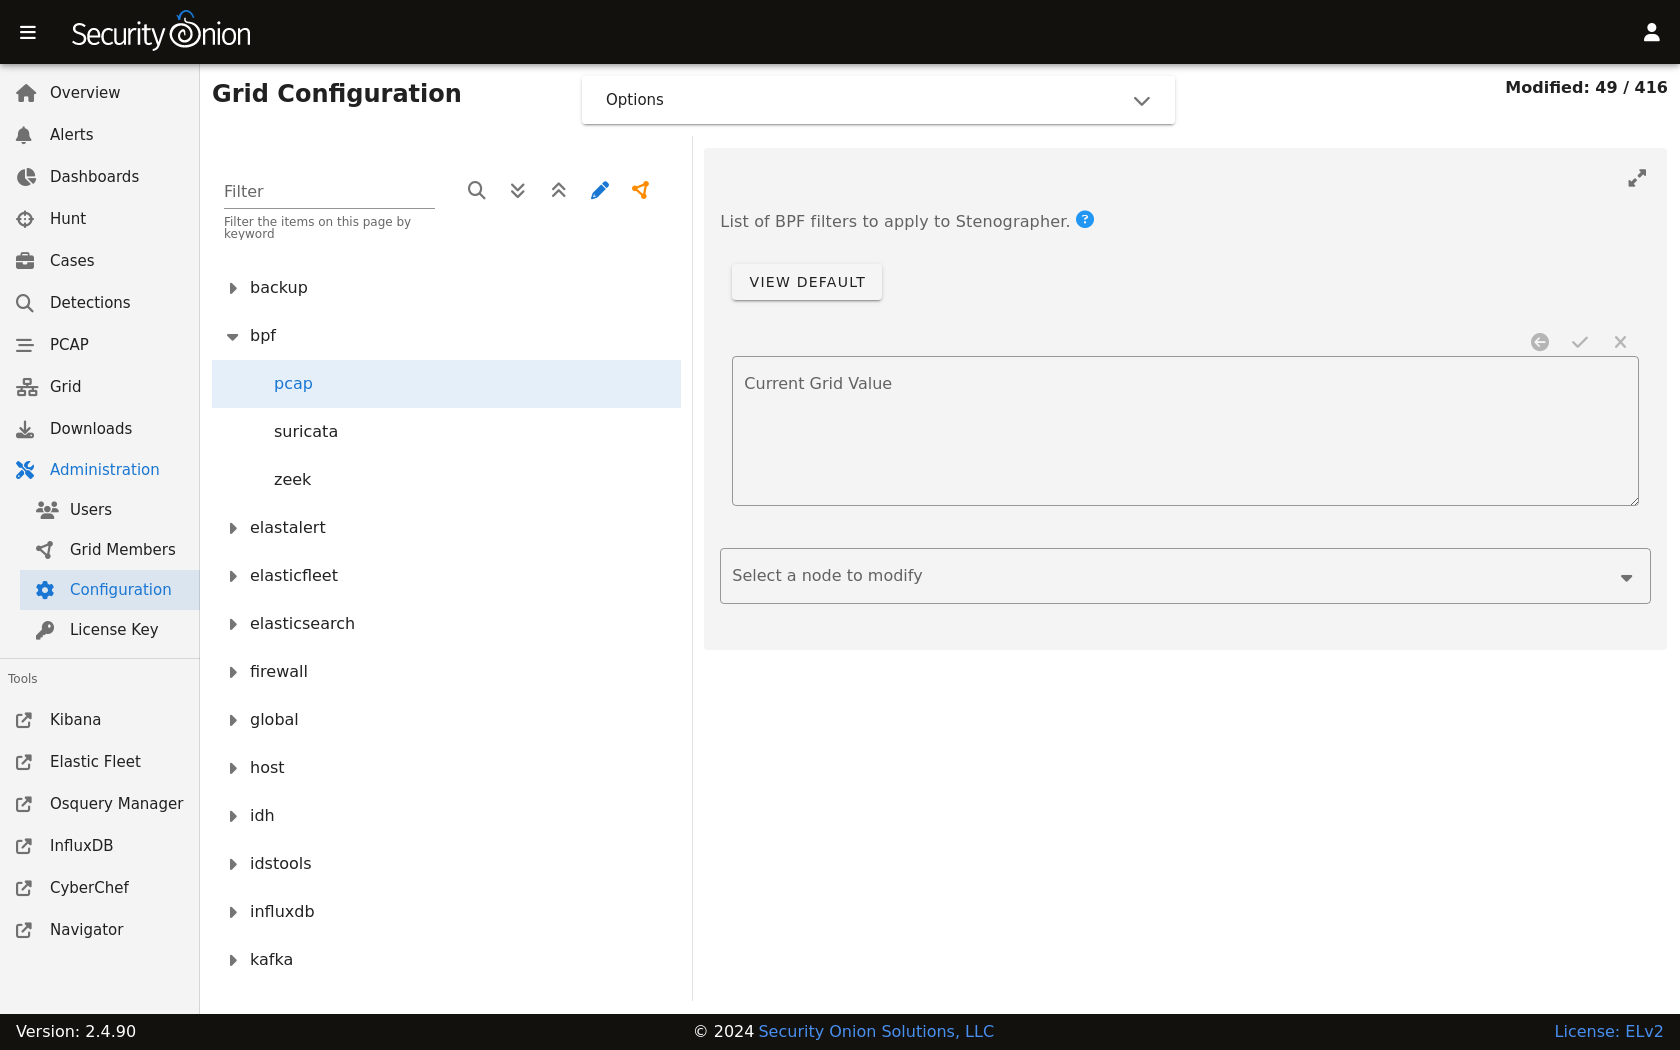 Security Onion
Overview
Alerts
Dashboards
Hunt
Cases
Detections
PCAP
Grid
Downloads
Administration
Users
Grid Members
Configuration
License Key
Tools
Kibana
Elastic Fleet
Osquery Manager
InfluxDB
CyberChef
Navigator
Grid Configuration
Options
Modified: 49 / 416
Filter
Filter the items on this page by
keyword
backup
bpf
pcap
suricata
zeek
elastalert
elasticfleet
elasticsearch
firewall
global
host
idh
idstools
influxdb
kafka
List of BPF filters to apply to Stenographer. ?
VIEW DEFAULT
Current Grid Value
Select a node to modify
Version: 2.4.90
© 2024 Security Onion Solutions, LLC
License: ELv2